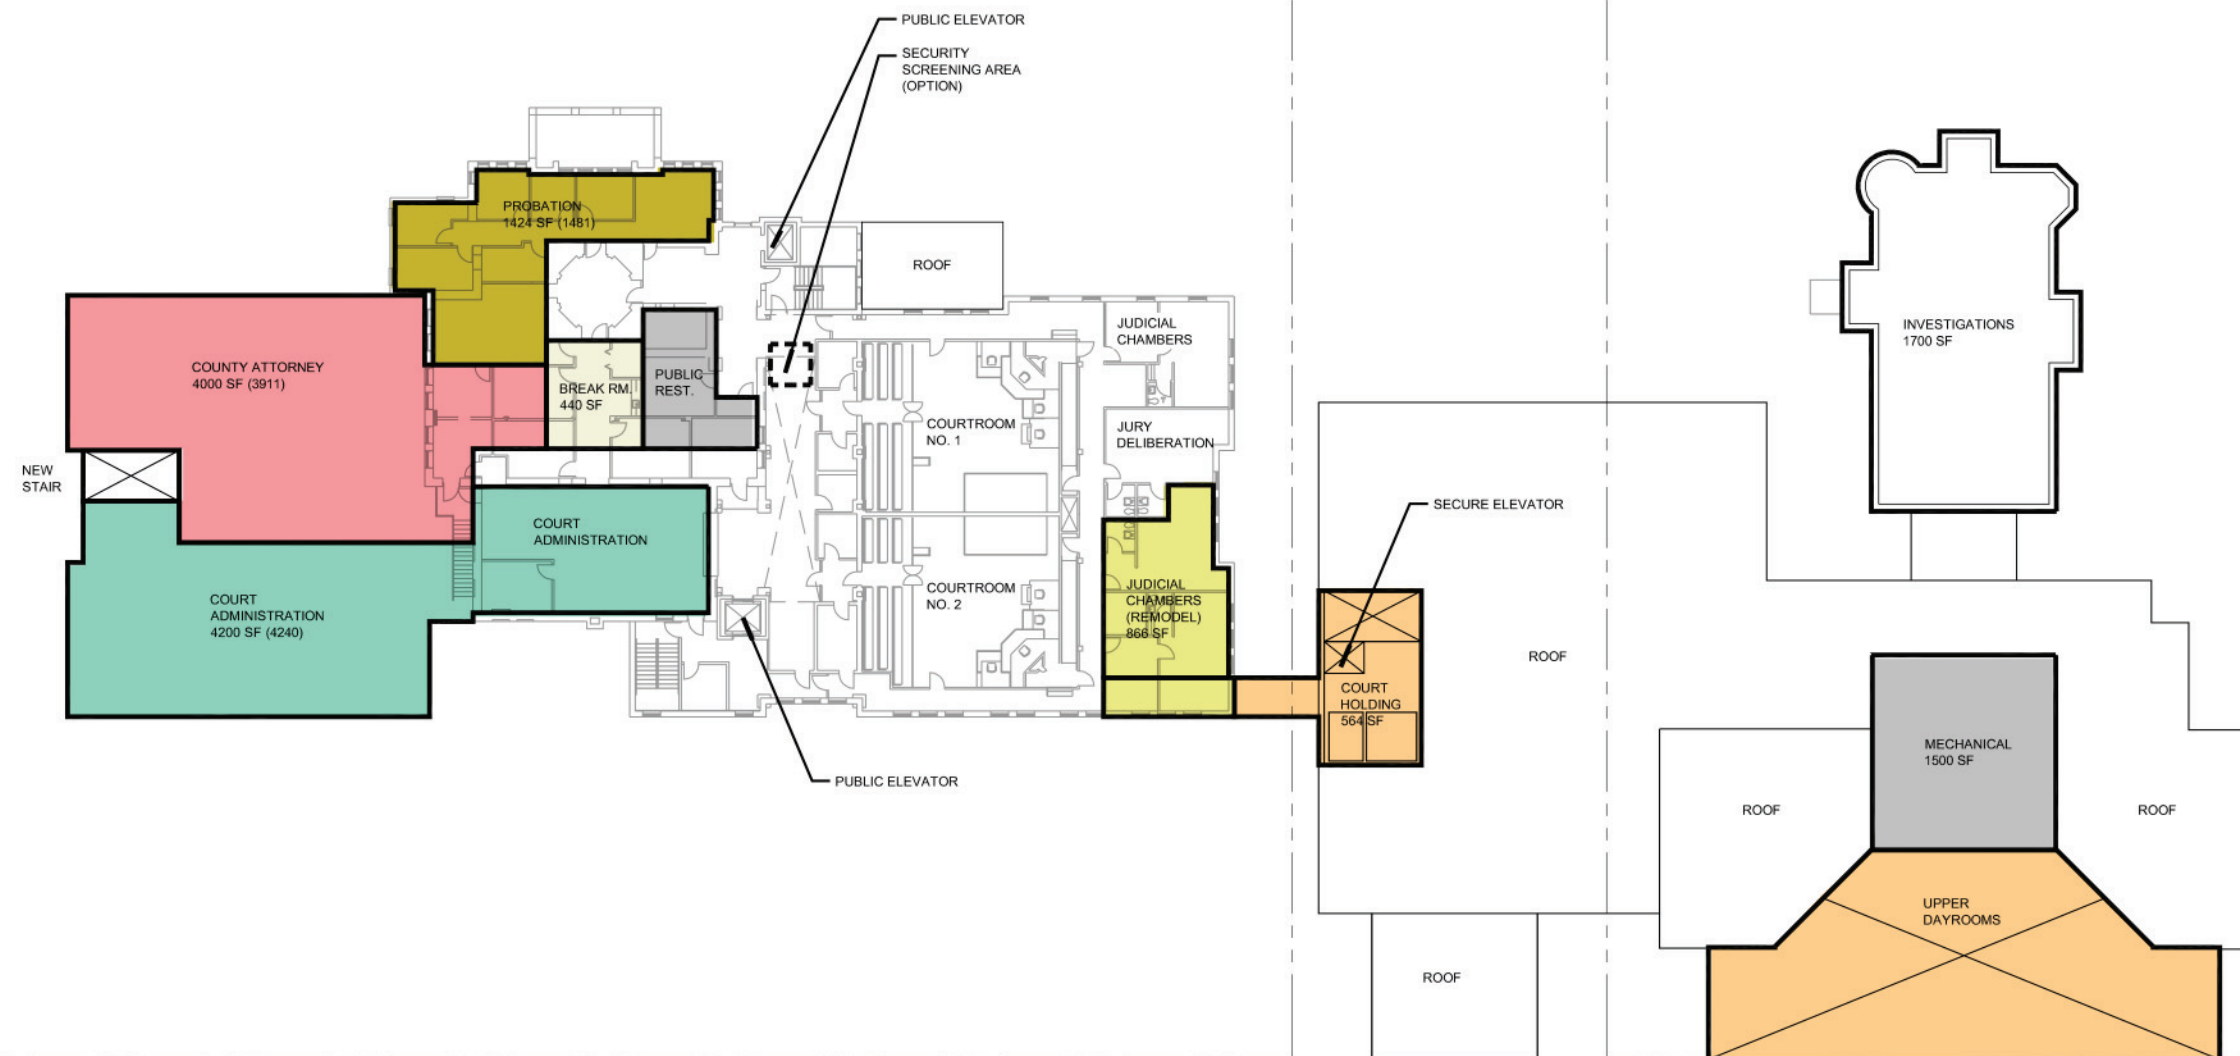 PUBLIC ELEVATOR
SECURITY
SCREENING AREA
(OPTION)
PROBATION
1424 SF (1481)
ROOF
COUNTY ATTORNEY
4000 SF (3911)
BREAK RM.
440 SF
PUBLIC
REST.
JUDICIAL
CHAMBERS
COURTROOM
NO. 1
JURY
DELIBERATION
INVESTIGATIONS
1700 SF
NEW
STAIR
COURT
ADMINISTRATION
SECURE ELEVATOR
COURT
ADMINISTRATION
4200 SF (4240)
COURTROOM
NO. 2
JUDICIAL
CHAMBERS
(REMODEL)
866 SF
COURT
HOLDING
564 SF
ROOF
PUBLIC ELEVATOR
MECHANICAL
1500 SF
ROOF
ROOF
UPPER
DAYROOMS
ROOF